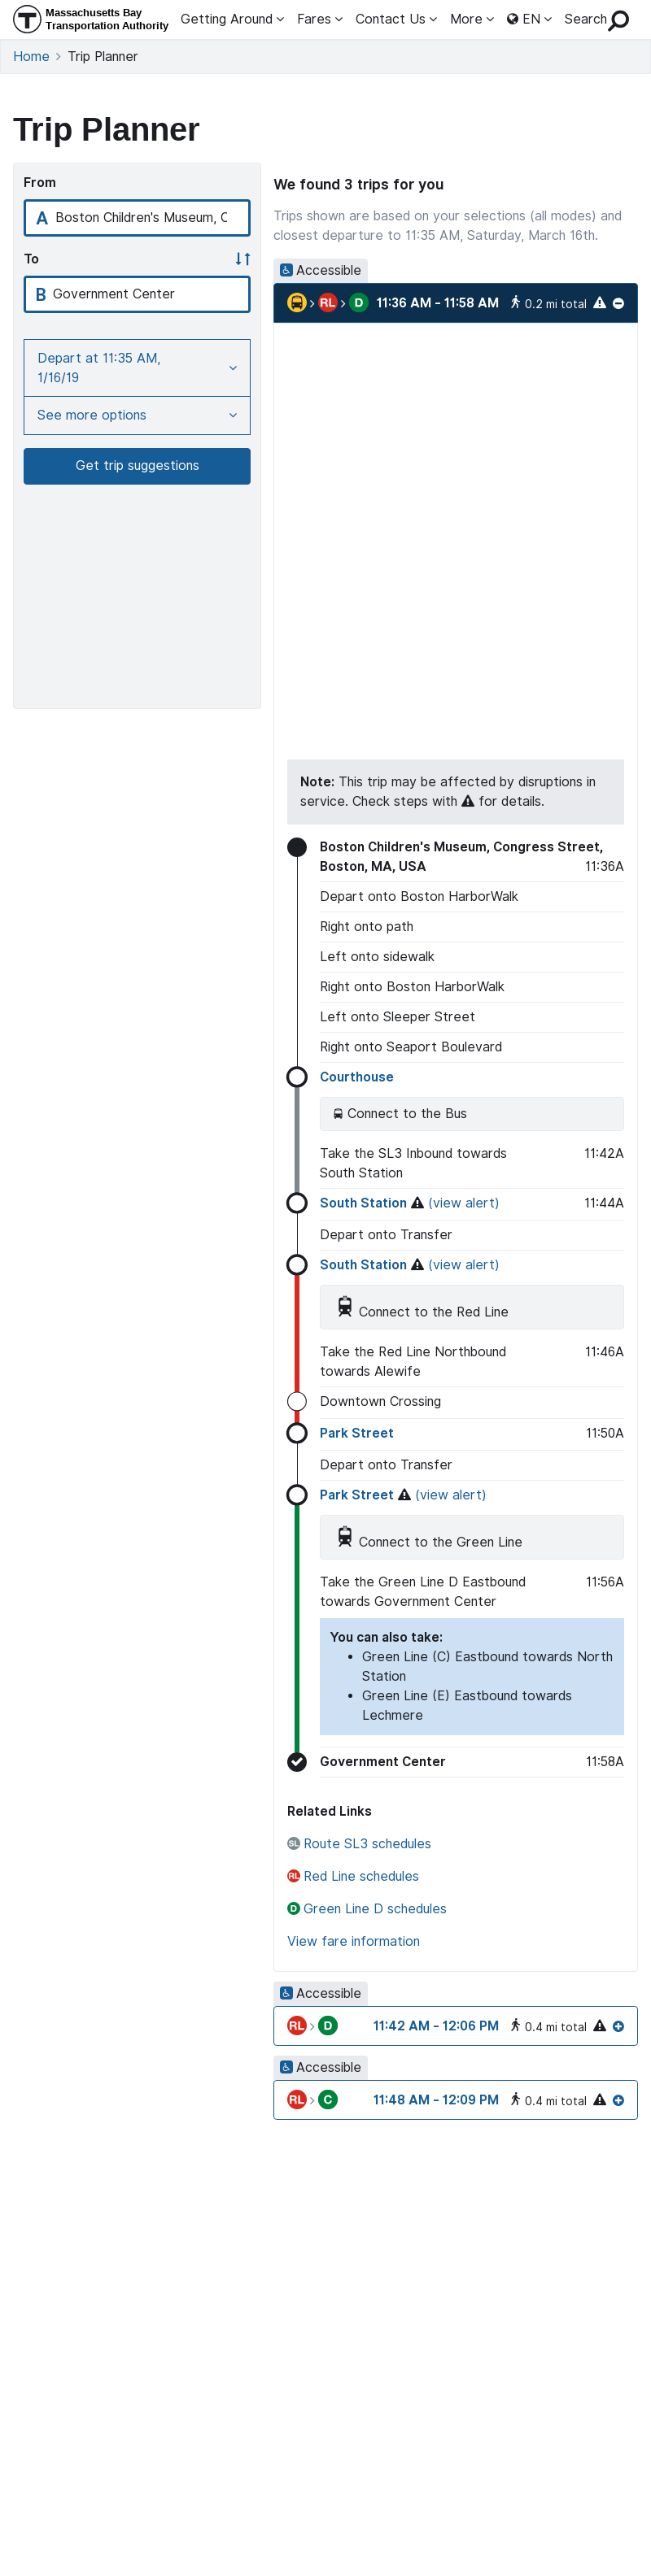 Massachusetts Bay
Transportation Authority
Getting Around Fares Contact Us More EN Search
Home > Trip Planner
Trip Planner
From
A Boston Children's Museum, C
To
B Government Center
Depart at 11:35 AM,
1/16/19
See more options
Get trip suggestions
We found 3 trips for you
Trips shown are based on your selections (all modes) and
closest departure to 11:35 AM, Saturday, March 16th.
Accessible
RL D 11:36 AM - 11:58 AM 0.2 mi total
Note: This trip may be affected by disruptions in
service. Check steps with for details.
Boston Children's Museum, Congress Street,
Boston, MA, USA 11:36A
Depart onto Boston HarborWalk
Right onto path
Left onto sidewalk
Right onto Boston HarborWalk
Left onto Sleeper Street
Right onto Seaport Boulevard
Courthouse
Connect to the Bus
Take the SL3 Inbound towards 11:42A
South Station
South Station (view alert) 11:44A
Depart onto Transfer
South Station (view alert)
Connect to the Red Line
Take the Red Line Northbound 11:46A
towards Alewife
Downtown Crossing
Park Street 11:50A
Depart onto Transfer
Park Street (view alert)
Connect to the Green Line
Take the Green Line D Eastbound 11:56A
towards Government Center
You can also take:
• Green Line (C) Eastbound towards North
Station
• Green Line (E) Eastbound towards
Lechmere
Government Center 11:58A
Related Links
SL Route SL3 schedules
RL Red Line schedules
D Green Line D schedules
View fare information
Accessible
RL > D 11:42 AM - 12:06 PM 0.4 mi total
Accessible
RL > C 11:48 AM - 12:09 PM 0.4 mi total